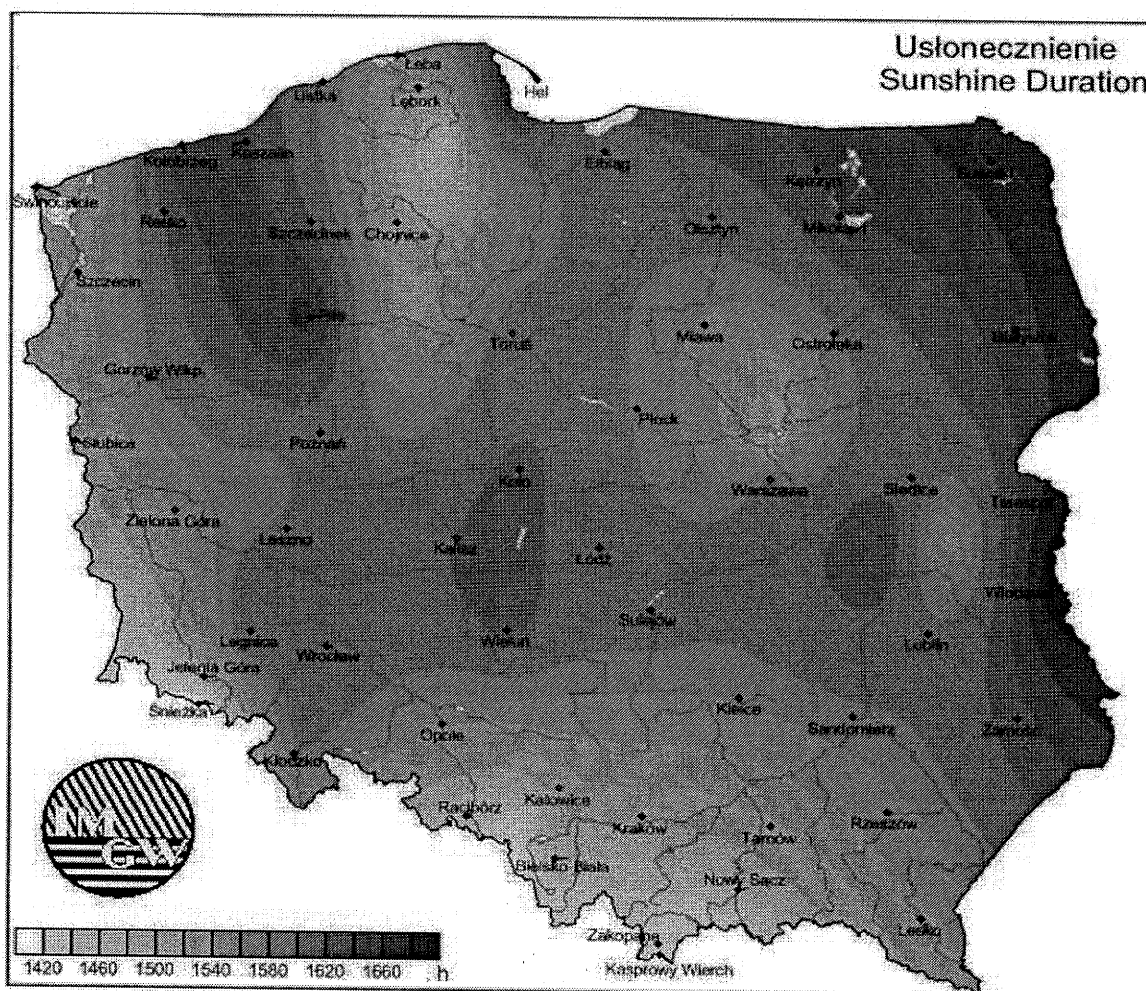 Usłonecznienie
Sunshine Duration
Łeba
Ustka
Lębork
Hel
Koszalin
Kołobrzeg
Elbląg
Kętrzyn
Suwałki
Świnoujście
Resko
Szczecinek
Chojnice
Olsztyn
Mikołajki
Szczecin
Toruń
Mława
Ostrołęka
Białystok
Gorzów Wlkp.
Płock
Słubice
Poznań
Koło
Warszawa
Siedlce
Terespol
Zielona Góra
Leszno
Kalisz
Łódź
Włodawa
Sulejów
Legnica
Wrocław
Wieluń
Lublin
Jelenia Góra
Śnieżka
Kielce
Opole
Sandomierz
Zamość
Kłodzko
Katowice
Racibórz
Kraków
Tarnów
Rzeszów
IM
GW
Bielsko Biała
Nowy Sącz
Lesko
Zakopane
Kasprowy Wierch
1420 1460 1500 1540 1580 1620 1660 h